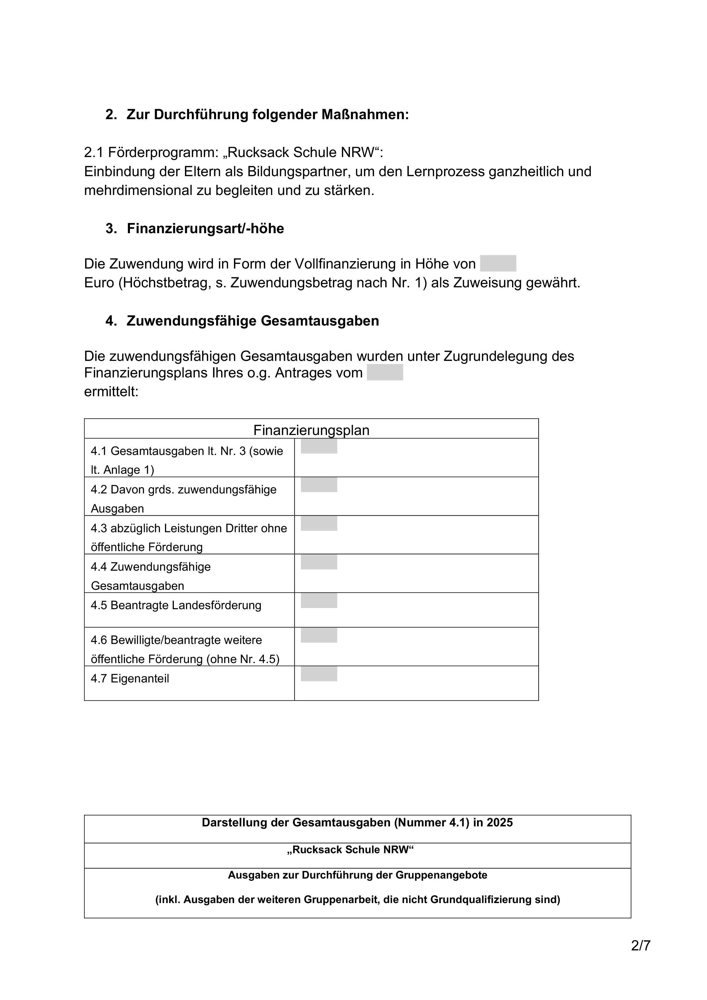 2. Zur Durchführung folgender Maßnahmen:
2.1 Förderprogramm: „Rucksack Schule NRW“:
Einbindung der Eltern als Bildungspartner, um den Lernprozess ganzheitlich und
mehrdimensional zu begleiten und zu stärken.
3. Finanzierungsart/-höhe
Die Zuwendung wird in Form der Vollfinanzierung in Höhe von
Euro (Höchstbetrag, s. Zuwendungsbetrag nach Nr. 1) als Zuweisung gewährt.
4. Zuwendungsfähige Gesamtausgaben
Die zuwendungsfähigen Gesamtausgaben wurden unter Zugrundelegung des
Finanzierungsplans Ihres o.g. Antrages vom
ermittelt:
Finanzierungsplan
4.1 Gesamtausgaben lt. Nr. 3 (sowie
lt. Anlage 1)
4.2 Davon grds. zuwendungsfähige
Ausgaben
4.3 abzüglich Leistungen Dritter ohne
öffentliche Förderung
4.4 Zuwendungsfähige
Gesamtausgaben
4.5 Beantragte Landesförderung
4.6 Bewilligte/beantragte weitere
öffentliche Förderung (ohne Nr. 4.5)
4.7 Eigenanteil
Darstellung der Gesamtausgaben (Nummer 4.1) in 2025
„Rucksack Schule NRW“
Ausgaben zur Durchführung der Gruppenangebote
(inkl. Ausgaben der weiteren Gruppenarbeit, die nicht Grundqualifizierung sind)
2/7